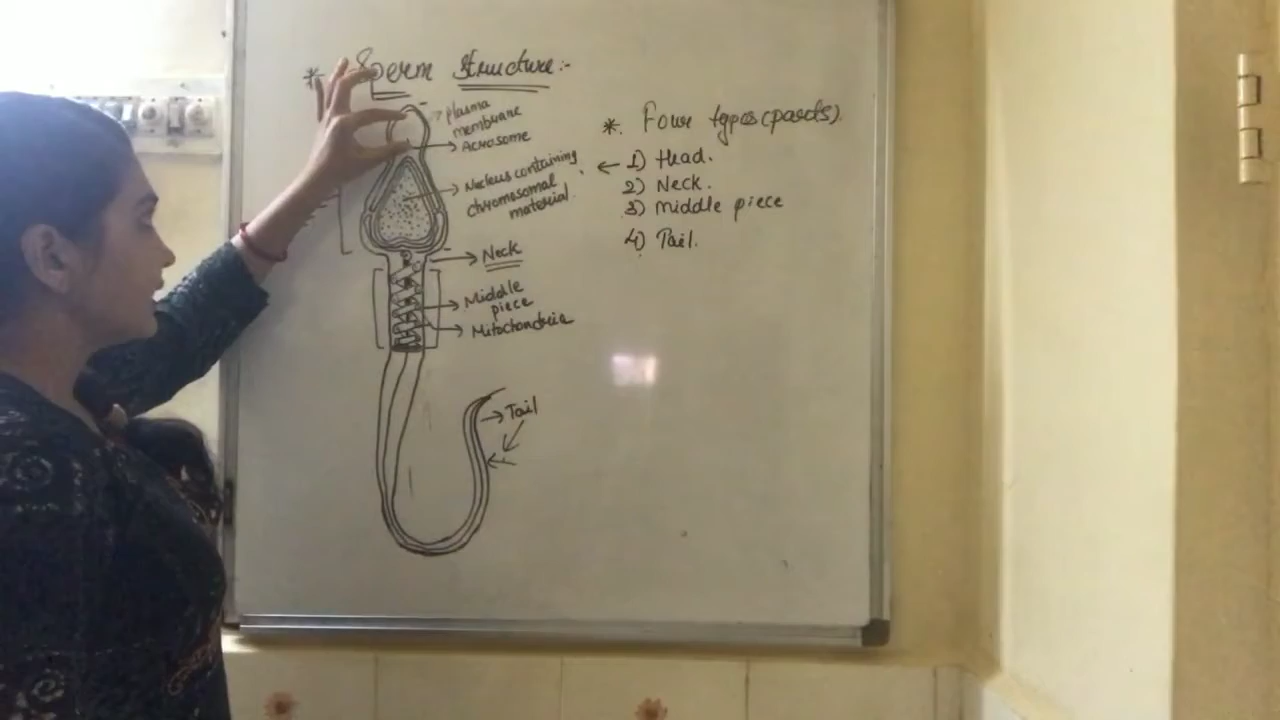 * Sperm Structure:-
plasma
membrane
Acrosome
Nucleus containing
chromosomal
material.
Neck
Middle
piece
Mitochondria
Tail
*. Four types(parts).
1) Head.
2) Neck.
3) Middle piece
4) Tail.